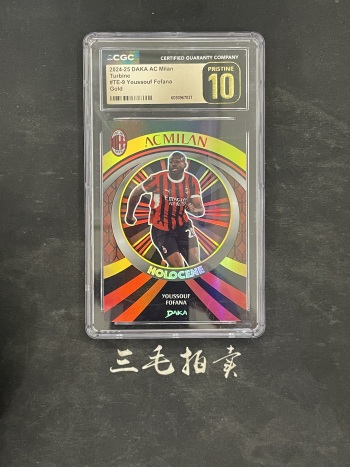 CGC
CERTIFIED GUARANTY COMPANY
2024-25 DAKA AC Milan
Turbine
#TE-9 Youssouf Fofana
Gold
PRISTINE
10
AC MILAN
HOLOCENE
YOUSSOUF
FOFANA
DAKA
三毛拍卖